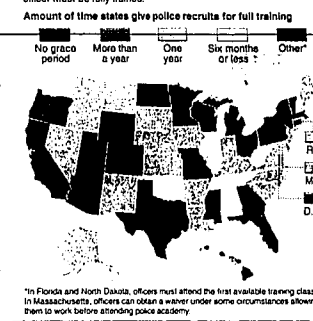 officer must be fully trained.
Amount of time states give police recruits for full training
No grace period
More than a year
One year
Six months or less
Other*
R
M
D.
*In Florida and North Dakota, officers must attend the first available training class
In Massachusetts, officers can obtain a waiver under some circumstances allowin
them to work before attending police academy.